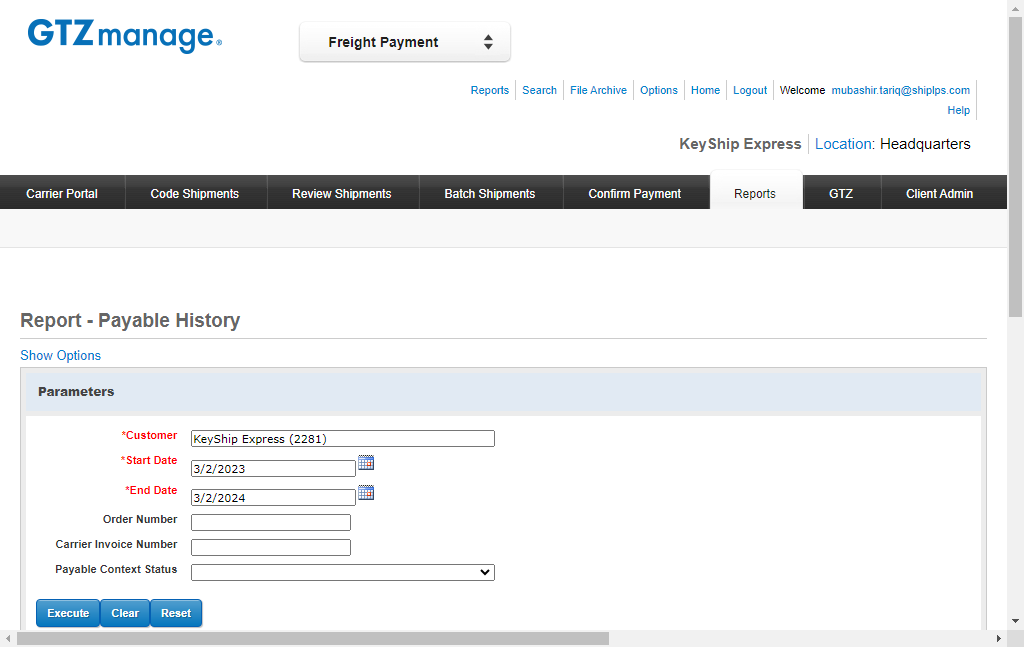 GTZmanage®
Freight Payment
Reports Search File Archive Options Home Logout Welcome mubashir.tariq@shiplps.com
Help
KeyShip Express Location: Headquarters
Carrier Portal Code Shipments Review Shipments Batch Shipments Confirm Payment Reports GTZ Client Admin
Report - Payable History
Show Options
Parameters
*Customer KeyShip Express (2281)
*Start Date 3/2/2023
*End Date 3/2/2024
Order Number
Carrier Invoice Number
Payable Context Status
Execute Clear Reset